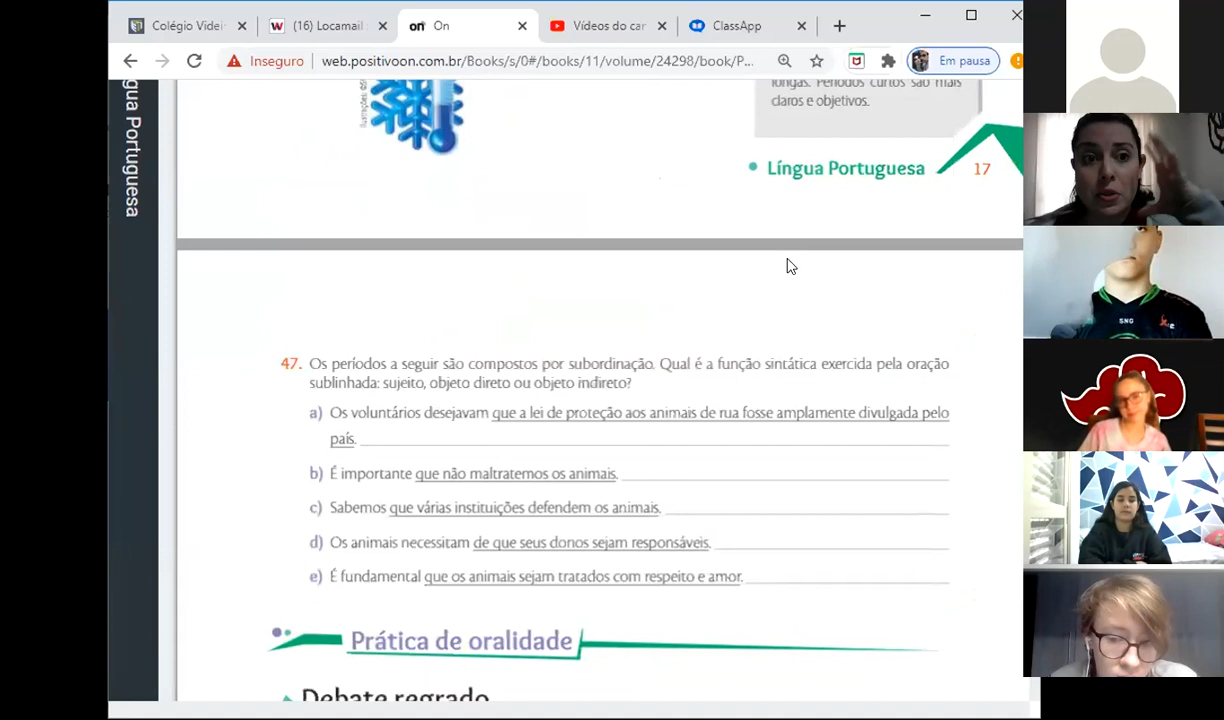 Colégio Videi
(16) Locamail
On
Vídeos do car
ClassApp
Inseguro
web.positivoon.com.br/Books/s/0#/books/11/volume/24298/book/P...
Em pausa
gua Portuguesa
longas. Períodos curtos são mais
claros e objetivos.
Língua Portuguesa 17
47. Os períodos a seguir são compostos por subordinação. Qual é a função sintática exercida pela oração
sublinhada: sujeito, objeto direto ou objeto indireto?
a) Os voluntários desejavam que a lei de proteção aos animais de rua fosse amplamente divulgada pelo
país.
b) É importante que não maltratemos os animais.
c) Sabemos que várias instituições defendem os animais.
d) Os animais necessitam de que seus donos sejam responsáveis.
e) É fundamental que os animais sejam tratados com respeito e amor.
Prática de oralidade
Debate regrado
SNG